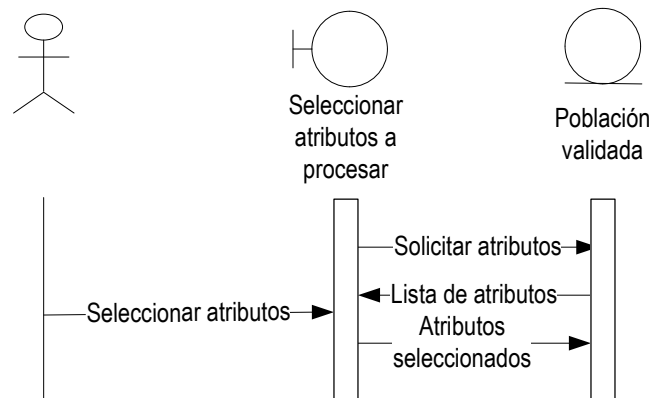 Seleccionar
atributos a
procesar
Población
validada
Solicitar atributos
Lista de atributos
Seleccionar atributos
Atributos
seleccionados